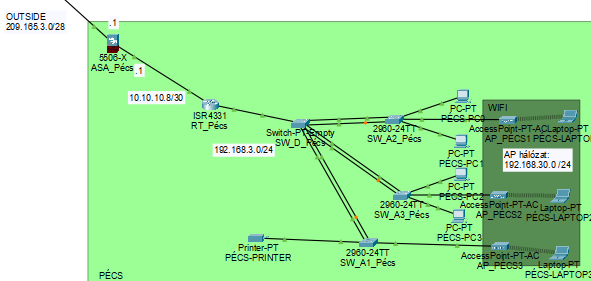 OUTSIDE
209.165.3.0/28
.1
5506-X
ASA_Pécs
.1
10.10.10.8/30
ISR4331
RT_Pécs
Switch-PT-Empty
SW_D_Pécs
192.168.3.0/24
2960-24TT
SW_A2_Pécs
PC-PT
PÉCS-PC0
PC-PT
PÉCS-PC1
WIFI
AccessPoint-PT-AC
AP_PECS1
Laptop-PT
PÉCS-LAPTOP
AP hálózat:
192.168.30.0 /24
PC-PT
PÉCS-PC2
2960-24TT
SW_A3_Pécs
PC-PT
PÉCS-PC3
AccessPoint-PT-AC
AP_PECS2
Laptop-PT
PÉCS-LAPTOP2
Printer-PT
PÉCS-PRINTER
2960-24TT
SW_A1_Pécs
AccessPoint-PT-AC
AP_PECS3
Laptop-PT
PÉCS-LAPTOP3
PÉCS